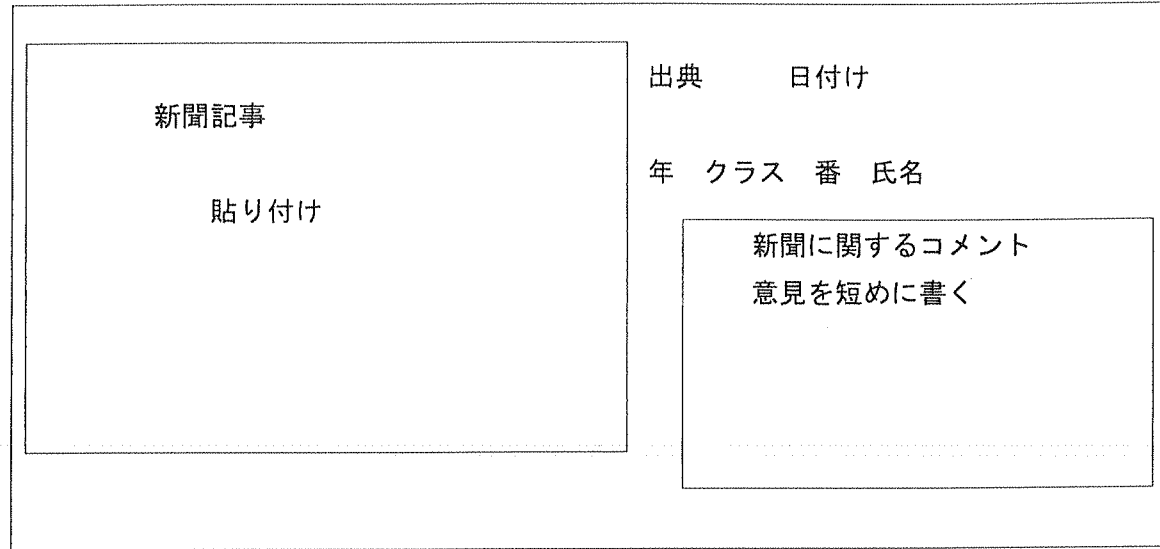 新聞記事
貼り付け
出典　日付け
年　クラス　番　氏名
新聞に関するコメント
意見を短めに書く